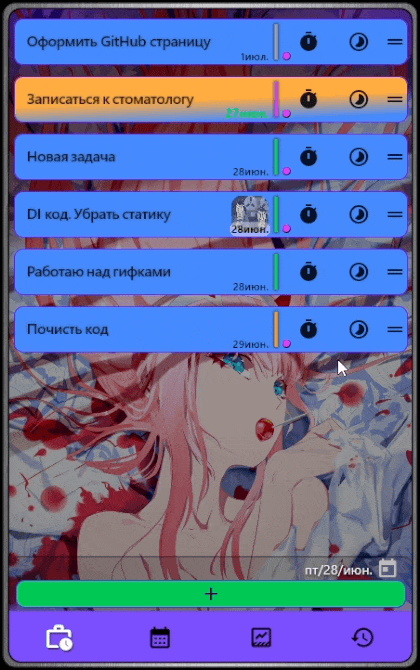 Оформить GitHub страницу
1июл.
Записаться к стоматологу
27июн.
Новая задача
28июн.
DI код. Убрать статику
28июн.
Работаю над гифками
28июн.
Почисть код
29июн.
пт/28/июн.
+